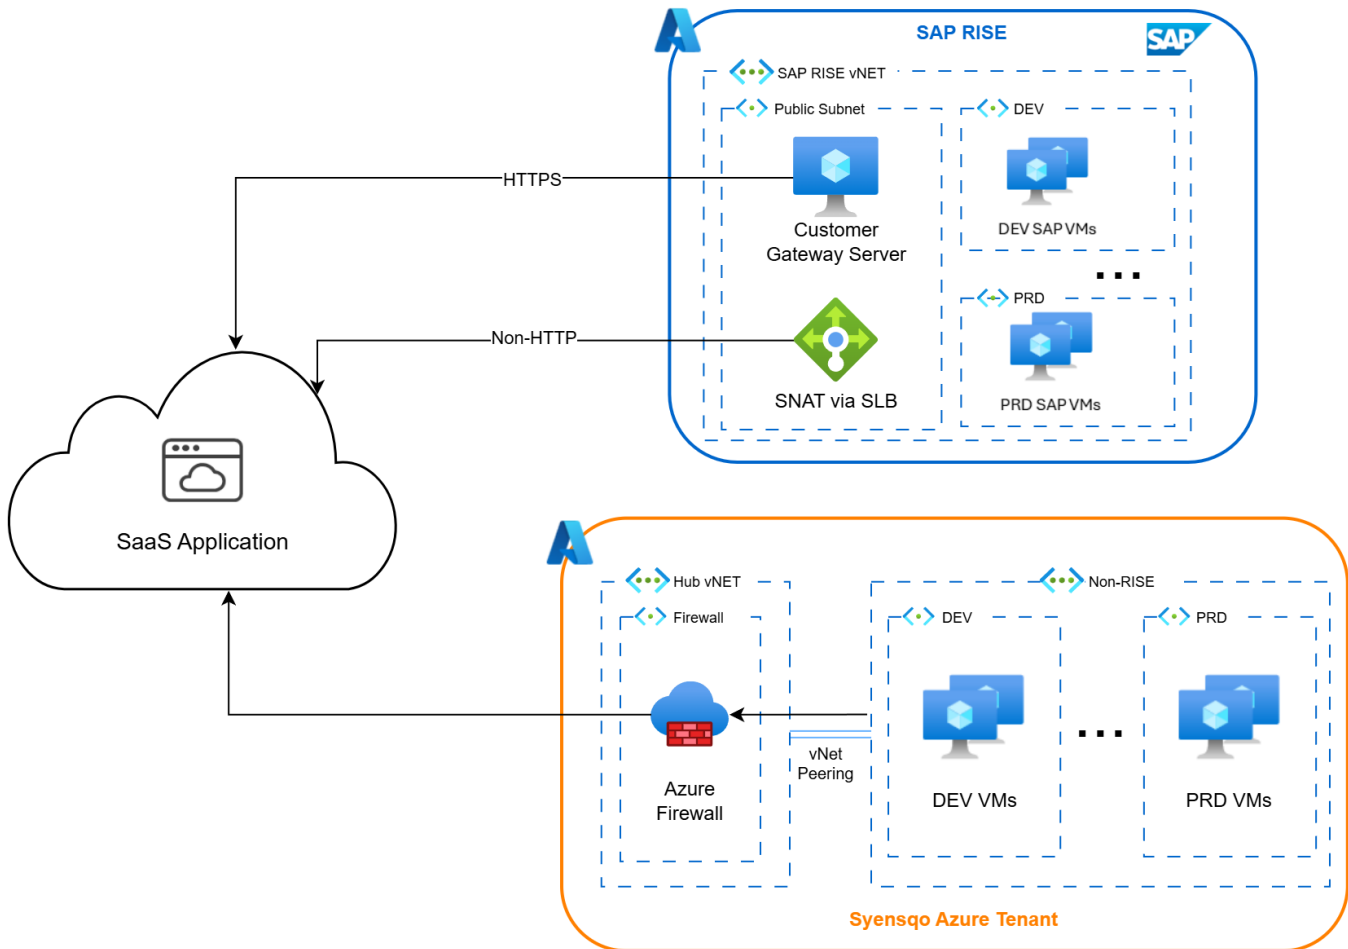 SAP RISE
SAP
SAP RISE vNET
Public Subnet
DEV
HTTPS
Customer
Gateway Server
DEV SAP VMs
...
PRD
Non-HTTP
SNAT via SLB
PRD SAP VMs
SaaS Application
Hub vNET
Non-RISE
Firewall
DEV
PRD
...
vNet
Peering
Azure
Firewall
DEV VMs
PRD VMs
Syensqo Azure Tenant